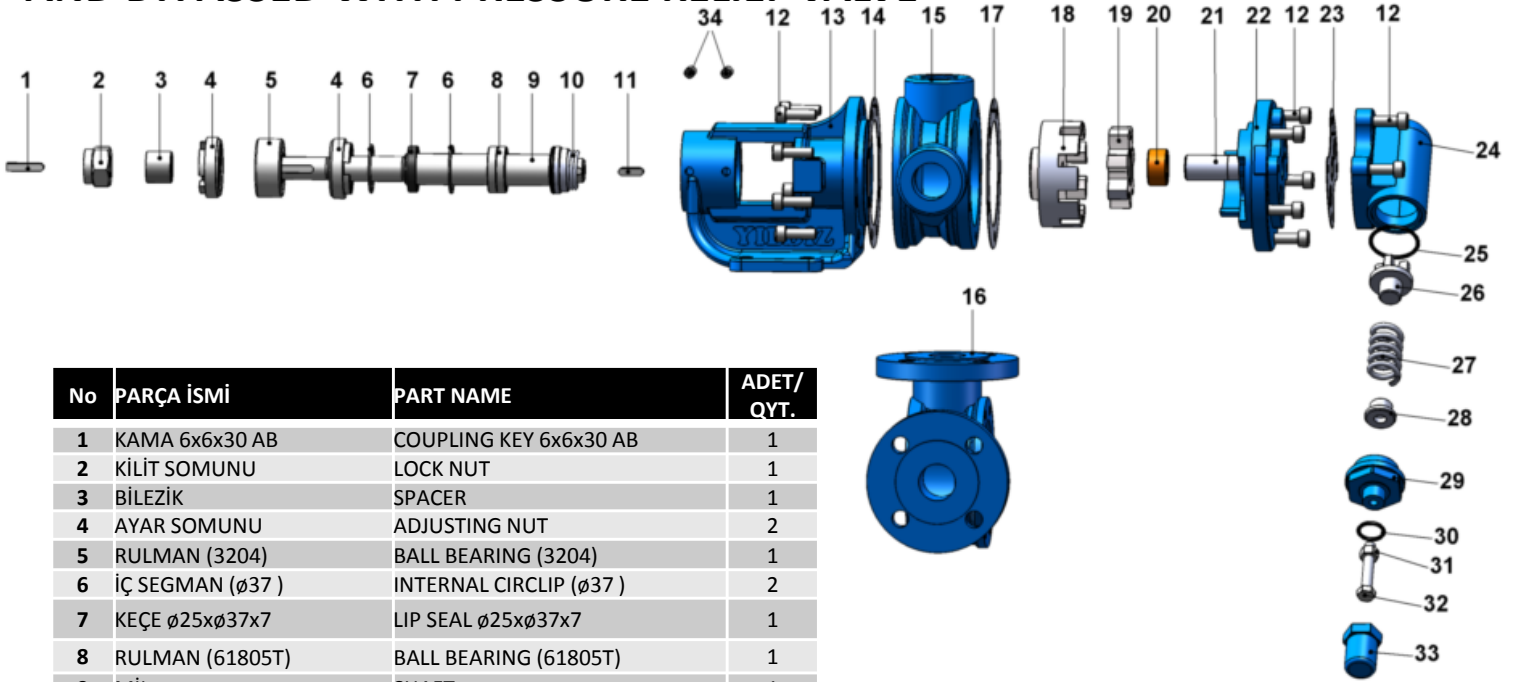 34 12 13 14 15 17 18 19 20 21 22 12 23 12
1 2 3 4 5 4 6 7 6 8 9 10 11
24
YILDIZ
25
26
16
27
28
29
30
31
32
33
No PARÇA İSMİ PART NAME ADET/ QYT.
1 KAMA 6x6x30 AB COUPLING KEY 6x6x30 AB 1
2 KİLİT SOMUNU LOCK NUT 1
3 BİLEZİK SPACER 1
4 AYAR SOMUNU ADJUSTING NUT 2
5 RULMAN (3204) BALL BEARING (3204) 1
6 İÇ SEGMAN (ø37 ) INTERNAL CIRCLIP (ø37 ) 2
7 KEÇE ø25xø37x7 LIP SEAL ø25xø37x7 1
8 RULMAN (61805T) BALL BEARING (61805T) 1